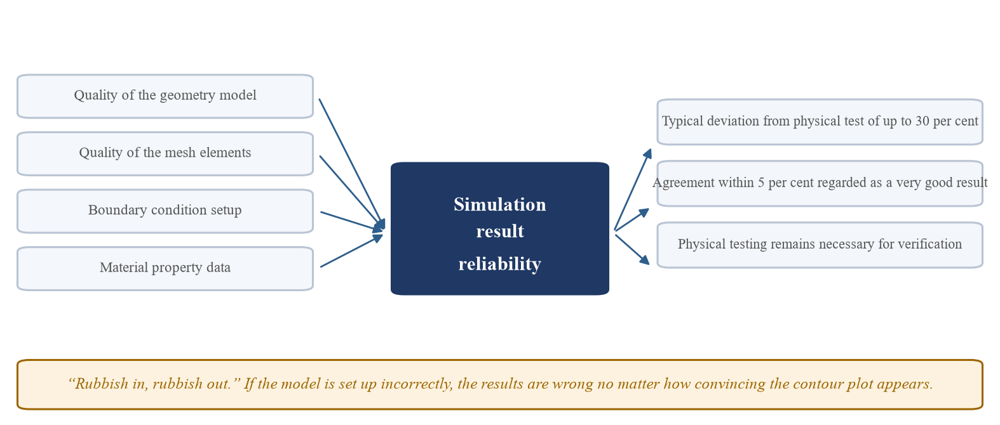 Quality of the geometry model
Quality of the mesh elements
Boundary condition setup
Material property data
Simulation
result
reliability
Typical deviation from physical test of up to 30 per cent
Agreement within 5 per cent regarded as a very good result
Physical testing remains necessary for verification
“Rubbish in, rubbish out.” If the model is set up incorrectly, the results are wrong no matter how convincing the contour plot appears.